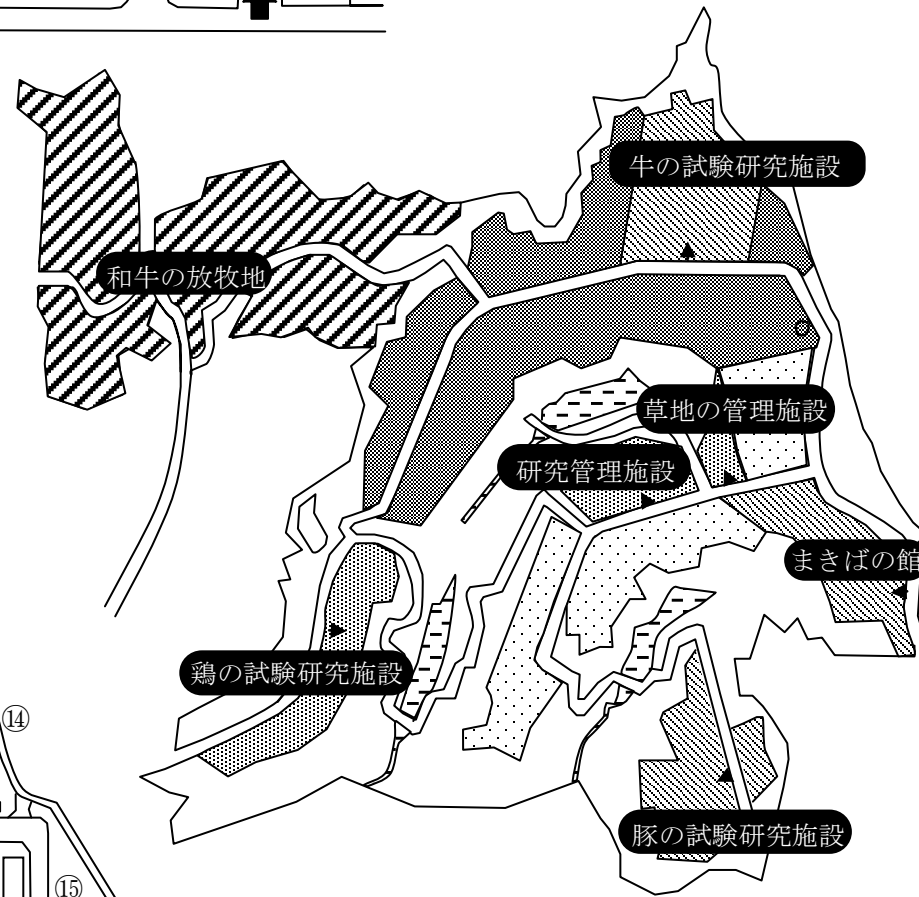 牛の試験研究施設
和牛の放牧地
草地の管理施設
研究管理施設
まきばの館
鶏の試験研究施設
⑭
豚の試験研究施設
⑮